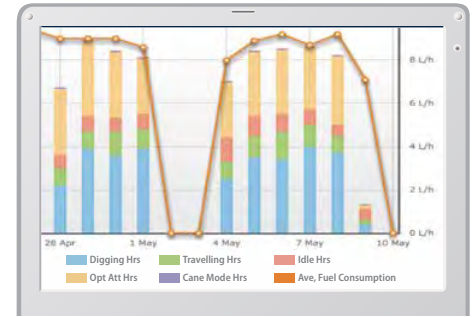 8 L/h
6 L/h
4 L/h
2 L/h
0 L/h
28 Apr 1 May 4 May 7 May 10 May
Digging Hrs Travelling Hrs Idle Hrs
Opt Att Hrs Cane Mode Hrs Ave, Fuel Consumption